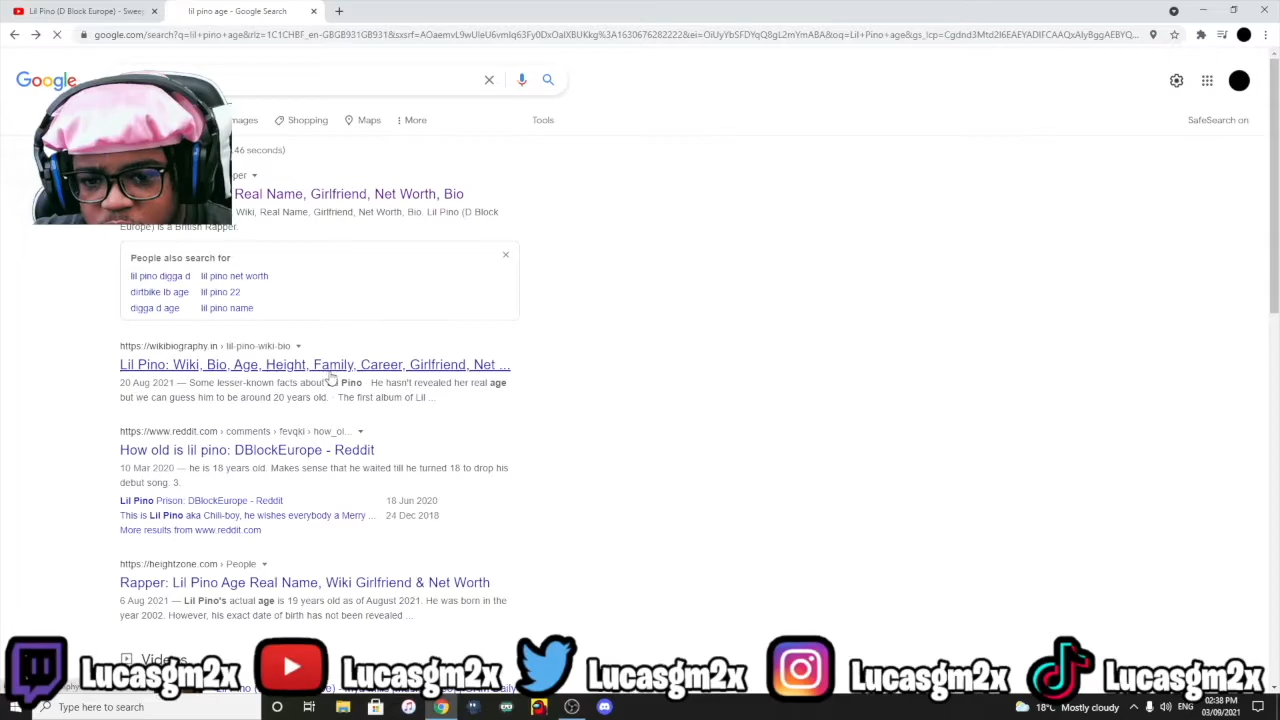 Lil Pino (D Block Europe) - Swee
lil pino age - Google Search
Google
Images
Shopping
Maps
More
Tools
SafeSearch on
.46 seconds)
per
Real Name, Girlfriend, Net Worth, Bio
Wiki, Real Name, Girlfriend, Net Worth, Bio. Lil Pino (D Block
Europe) is a British Rapper.
People also search for
lil pino digga d
lil pino net worth
dirtbike lb age
lil pino 22
digga d age
lil pino name
https://wikibiography.in › lil-pino-wiki-bio
Lil Pino: Wiki, Bio, Age, Height, Family, Career, Girlfriend, Net ...
20 Aug 2021 — Some lesser-known facts about Pino He hasn't revealed her real age
but we can guess him to be around 20 years old. · The first album of Lil ...
https://www.reddit.com › comments › fevqki › how_ol...
How old is lil pino: DBlockEurope - Reddit
10 Mar 2020 — he is 18 years old. Makes sense that he waited till he turned 18 to drop his
debut song. 3.
Lil Pino Prison: DBlockEurope - Reddit
18 Jun 2020
This is Lil Pino aka Chili-boy, he wishes everybody a Merry ...
24 Dec 2018
More results from www.reddit.com
https://heightzone.com › People
Rapper: Lil Pino Age Real Name, Wiki Girlfriend & Net Worth
6 Aug 2021 — Lil Pino's actual age is 19 years old as of August 2021. He was born in the
year 2002. However, his exact date of birth has not been revealed ...
Videos
Lucasgm2x
Lucasgm2x
Lucasgm2x
Lucasgm2x
Lucasgm2x
Type here to search
18°C Mostly cloudy
ENG
02:38 PM
03/09/2021